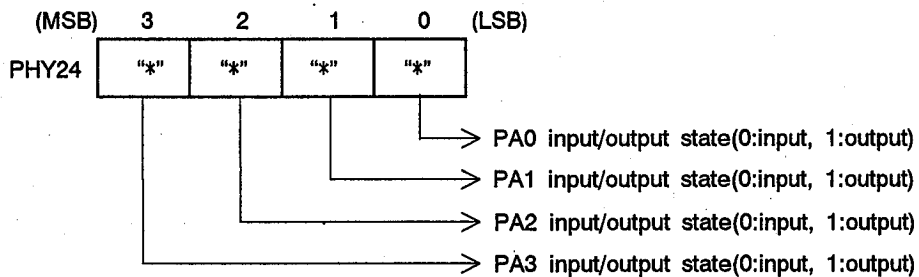 (MSB) 3 2 1 0 (LSB)
PHY24 “*” “*” “*” “*”
PA0 input/output state(0:input, 1:output)
PA1 input/output state(0:input, 1:output)
PA2 input/output state(0:input, 1:output)
PA3 input/output state(0:input, 1:output)